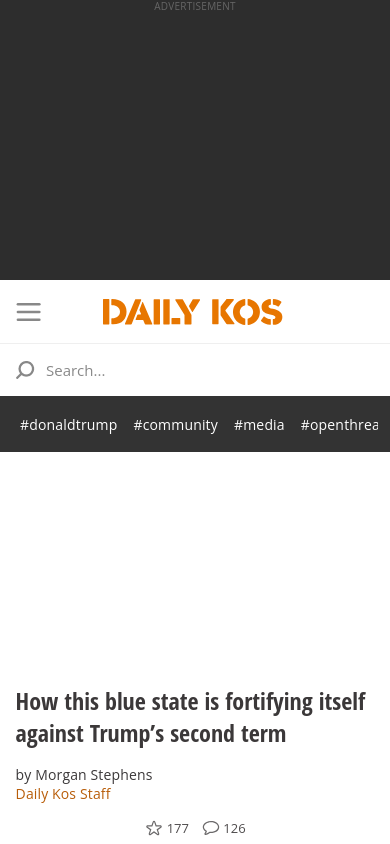 ADVERTISEMENT
DAILY KOS
Search...
#donaldtrump #community #media #openthrea
How this blue state is fortifying itself
against Trump’s second term
by Morgan Stephens
Daily Kos Staff
177 126